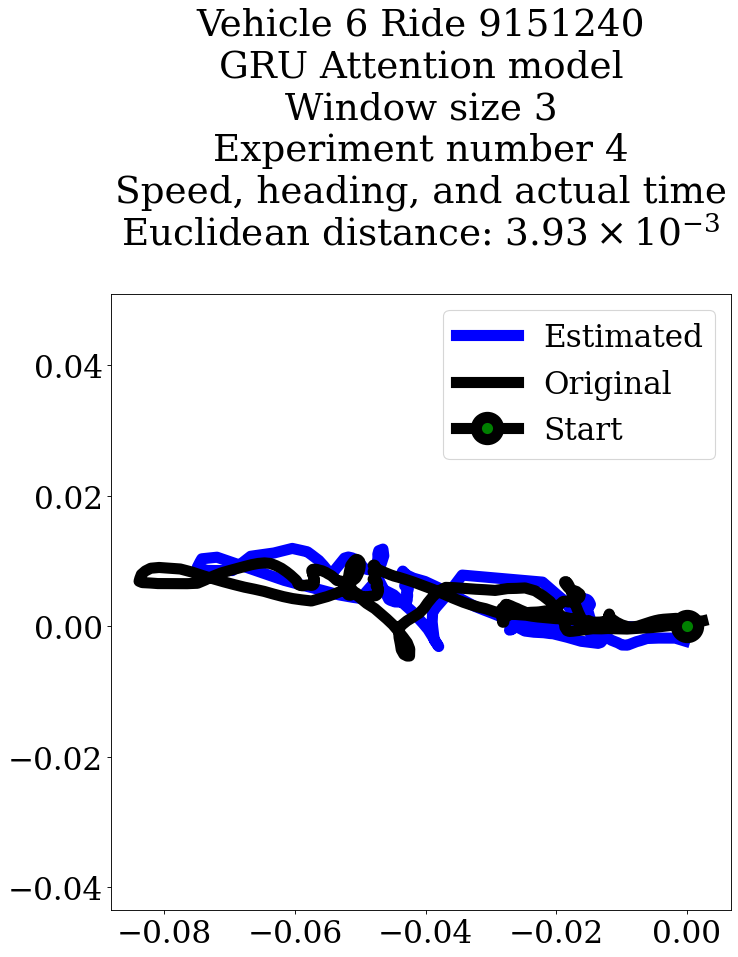 Vehicle 6 Ride 9151240
GRU Attention model
Window size 3
Experiment number 4
Speed, heading, and actual time
Euclidean distance: 3.93 × 10⁻³
Estimated
Original
Start
0.04
0.02
0.00
−0.02
−0.04
−0.08 −0.06 −0.04 −0.02 0.00